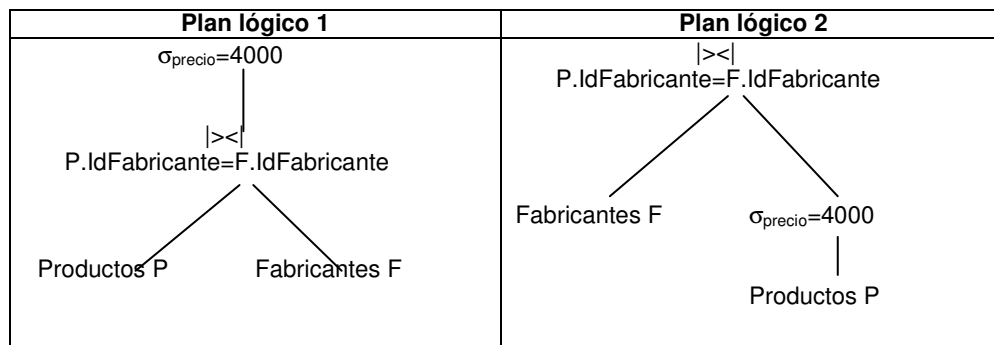 Plan lógico 1
σprecio=4000
|><|
P.IdFabricante=F.IdFabricante
Productos P Fabricantes F
Plan lógico 2
|><|
P.IdFabricante=F.IdFabricante
Fabricantes F σprecio=4000
Productos P